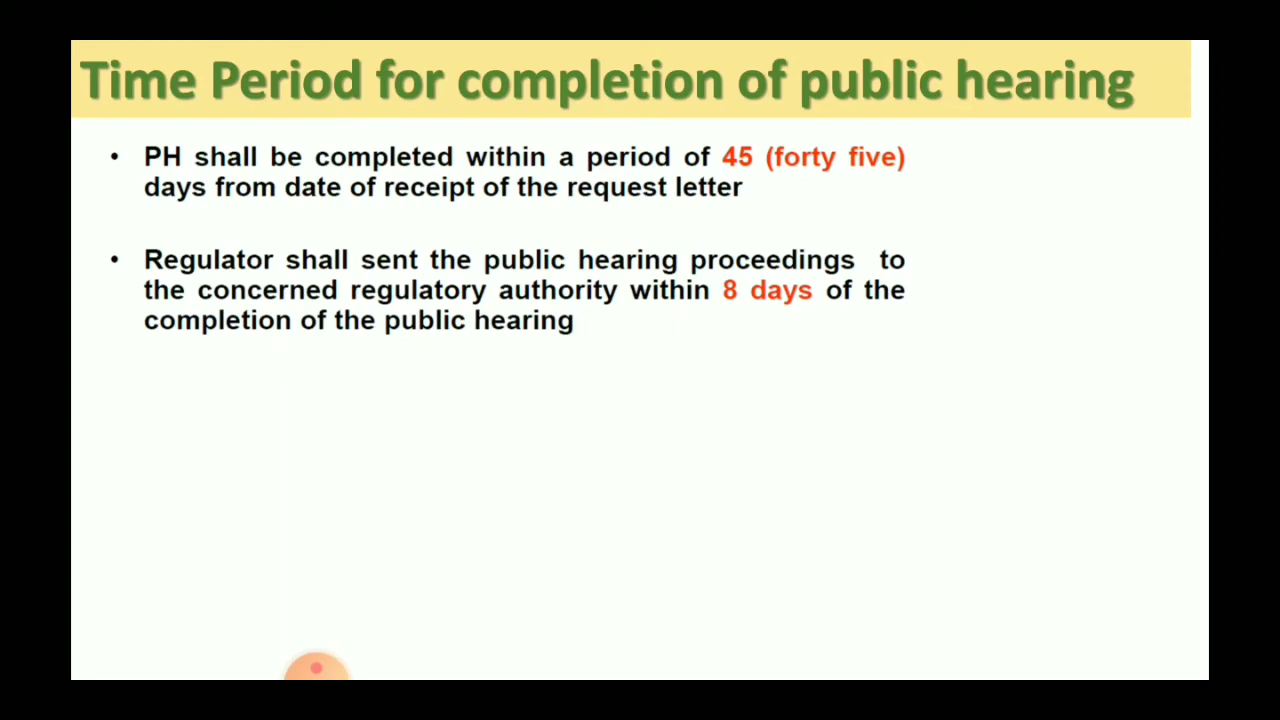 Time Period for completion of public hearing
• PH shall be completed within a period of 45 (forty five)
days from date of receipt of the request letter
• Regulator shall sent the public hearing proceedings to
the concerned regulatory authority within 8 days of the
completion of the public hearing